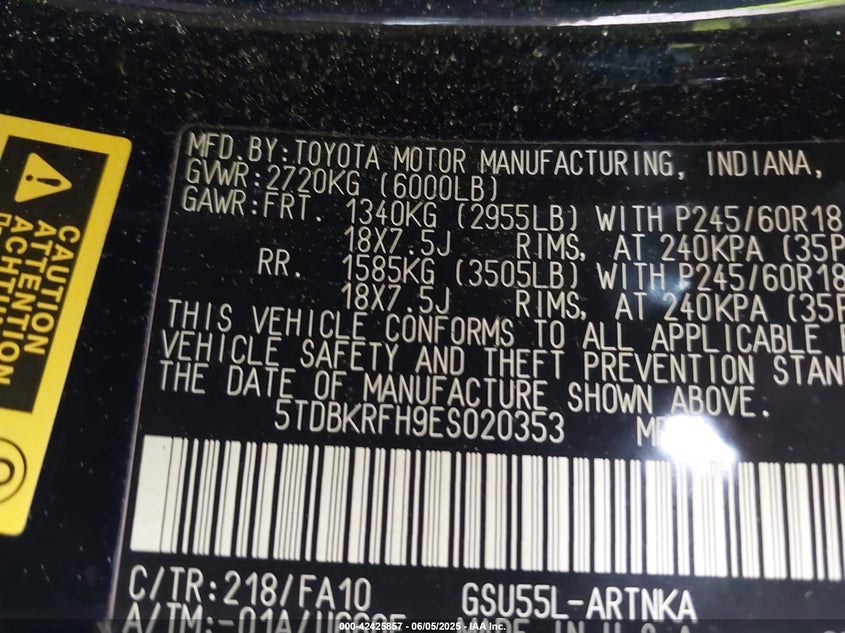 MFD.BY:TOYOTA MOTOR MANUFACTURING, INDIANA,
GVWR:2720KG (6000LB)
GAWR:FRT. 1340KG (2955LB) WITH P245/60R18
18X7.5J RIMS, AT 240KPA (35P
RR. 1585KG (3505LB) WITH P245/60R18
18X7.5J RIMS, AT 240KPA (35P
THIS VEHICLE CONFORMS TO ALL APPLICABLE F
VEHICLE SAFETY AND THEFT PREVENTION STAN
THE DATE OF MANUFACTURE SHOWN ABOVE.
5TDBKRFH9ES020353
C/TR:218/FA10 GSU55L-ARTNKA
A/TM:-01A/
CAUTION
ATTENTION
ACHTUNG
000-42425857 - 06/05/2025 - IAA Inc.